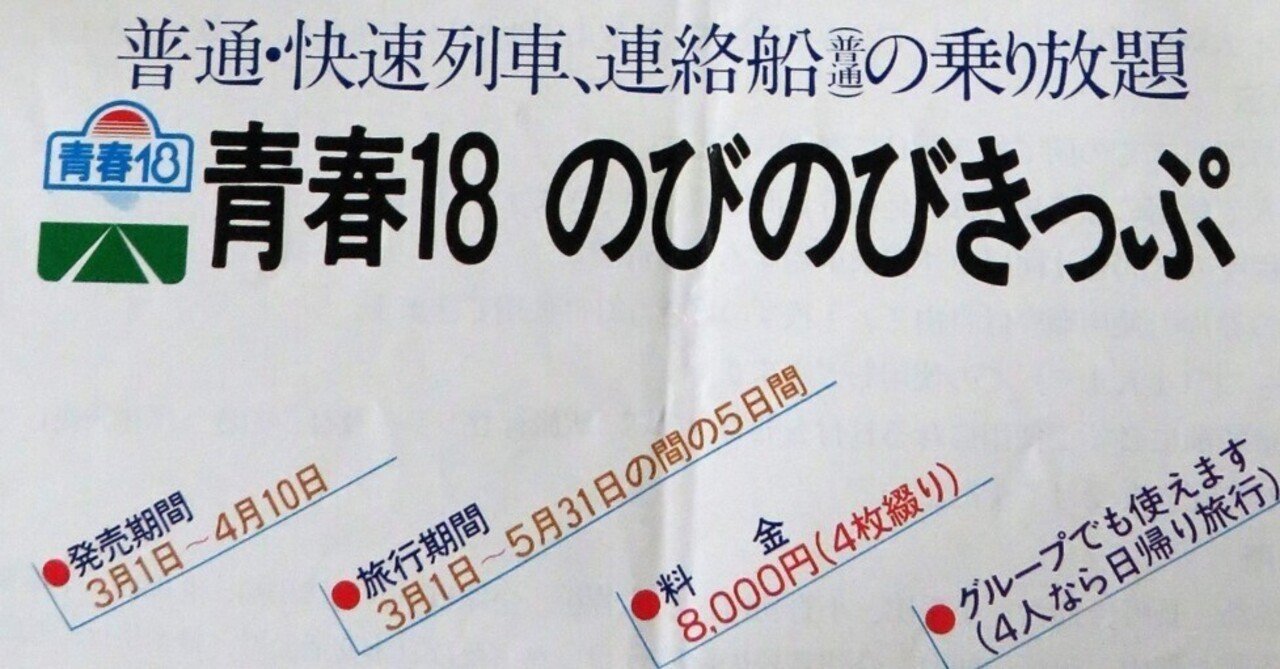 普通・快速列車、連絡船(普通)の乗り放題
青春18
青春18 のびのびきっぷ
●発売期間
3月1日～4月10日
●旅行期間
3月1日～5月31日の間の5日間
●料金
8,000円(4枚綴り)
●グループでも使えます
(4人なら日帰り旅行)